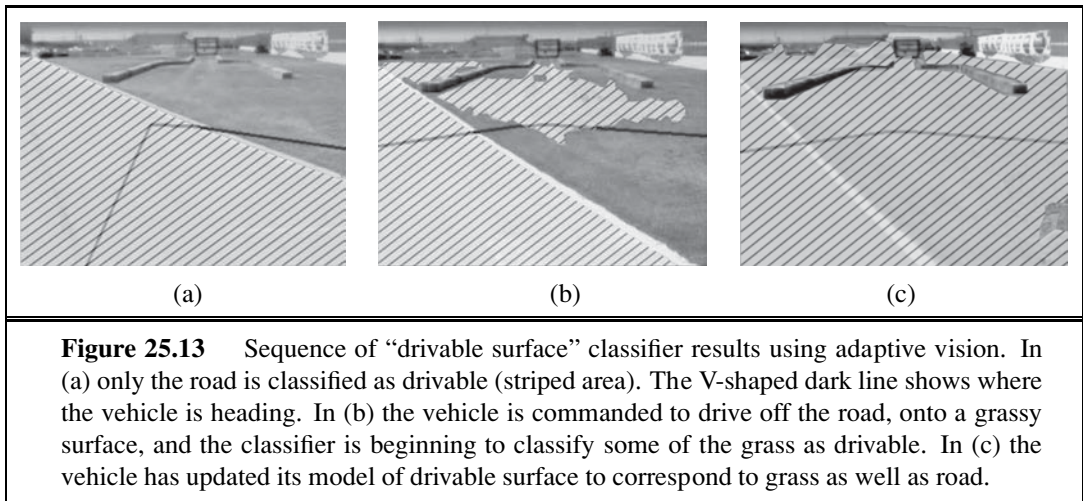 (a) (b) (c)
Figure 25.13 Sequence of “drivable surface” classifier results using adaptive vision. In
(a) only the road is classified as drivable (striped area). The V-shaped dark line shows where
the vehicle is heading. In (b) the vehicle is commanded to drive off the road, onto a grassy
surface, and the classifier is beginning to classify some of the grass as drivable. In (c) the
vehicle has updated its model of drivable surface to correspond to grass as well as road.